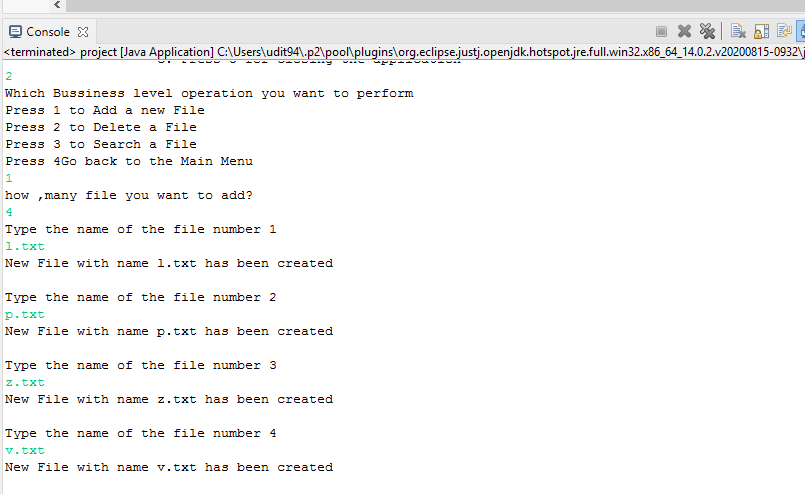 Console
<terminated> project [Java Application] C:\Users\udit94\.p2\pool\plugins\org.eclipse.justj.openjdk.hotspot.jre.full.win32.x86_64_14.0.2.v20200815-0932\j
2
Which Bussiness level operation you want to perform
Press 1 to Add a new File
Press 2 to Delete a File
Press 3 to Search a File
Press 4Go back to the Main Menu
1
how ,many file you want to add?
4
Type the name of the file number 1
l.txt
New File with name l.txt has been created
Type the name of the file number 2
p.txt
New File with name p.txt has been created
Type the name of the file number 3
z.txt
New File with name z.txt has been created
Type the name of the file number 4
v.txt
New File with name v.txt has been created